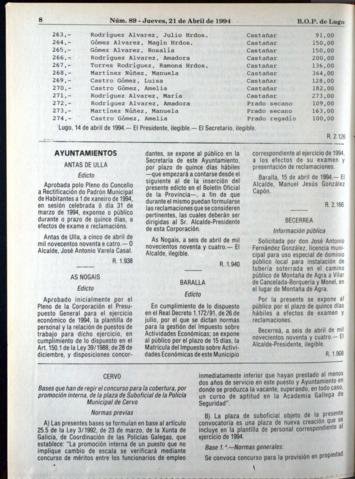 8 Núm. 89 - Jueves, 21 de Abril de 1994 B.O.P. de Lugo
263,- Rodríguez Alvarez, Julio Hrdos. Castañar 91,00
264,- Gómez Alvarez, Magín Hrdos. Castañar 150,00
265,- Gómez Alvarez, Rosalía Castañar 150,00
266,- Rodríguez Alvarez, Amadora Castañar 200,00
267,- Torres Rodríguez, Ramona Hrdos. Castañar 136,00
268,- Martínez Núñez, Manuela Castañar 364,00
269,- Castro Gómez, Luisa Castañar 128,00
270,- Castro Gómez, Amelia Castañar 182,00
271,- Rodríguez Alvarez, María Castañar 273,00
272,- Rodríguez Alvarez, Amadora Prado secano 109,00
273,- Martínez Núñez, Manuela Prado secano 163,00
274,- Castro Gómez, Amelia Prado regadío 100,00
Lugo, 14 de abril de 1994.— El Presidente, ilegible.— El Secretario, ilegible.
R. 2.126
AYUNTAMIENTOS
ANTAS DE ULLA
Edicto
Aprobada polo Pleno do Concello
a Rectificación do Padrón Municipal
de Habitantes a 1 de xaneiro de 1994,
en sesión celebrada ó día 31 de
marzo de 1994, expone o público
durante o prazo de quince días, a
efectos de exame e reclamacións.
Antas de Ulla, a cinco de abril de
mil novecentos noventa e catro.— O
Alcalde, José Antonio Varela Casal.
R. 1.938
AS NOGAIS
Edicto
Aprobado inicialmente por el
Pleno de la Corporación el Presu-
puesto General para el ejercicio
económico de 1994, la plantilla de
personal y la relación de puestos de
trabajo para dicho ejercicio, en
cumplimiento de lo dispuesto en el
Art. 150.1 de la Ley 39/1988, de 28 de
diciembre, y disposiciones concor-
dantes, se expone al público en la
Secretaría de este Ayuntamiento,
por plazo de quince días hábiles
—que empezarán a contarse desde el
siguiente al de la inserción del
presente edicto en el Boletín Oficial
de la Provincia—, a fin de que
durante el mismo puedan formularse
las reclamaciones que se consideren
pertinentes, las cuales deberán ser
dirigidas al Sr. Alcalde-Presidente
de esta Corporación.
As Nogais, a seis de abril de mil
novecientos noventa y cuatro.— El
Alcalde, ilegible.
R. 1.940
BARALLA
Edicto
En cumplimiento de lo dispuesto
en el Real Decreto 1.172/91, de 26 de
julio, por el que se dictan normas
para la gestión del Impuesto sobre
Actividades Económicas; se expone
al público por el plazo de 15 días, la
Matrícula del Impuesto sobre Activi-
dades Económicas de este Municipio
correspondiente al ejercicio de 1994,
a los efectos de su examen y
presentación de reclamaciones.
Baralla, 15 de abril de 1994.— El
Alcalde, Manuel Jesús González
Capón.
R. 2.166
BECERREA
Información pública
Solicitada por don José Antonio
Fernández González, licencia muni-
cipal para uso especial de dominio
público local para instalación de
tubería soterrada en el camino
público de Montaña de Agra a Vilar
de Cancelada-Borquería y Monel, en
el lugar de Montaña de Agra.
Por la presente se expone al
público por el plazo de quince días
hábiles a efectos de examen y
reclamaciones.
Becerreá, a seis de abril de mil
novecientos noventa y cuatro.— El
Alcalde-Presidente, ilegible.
R. 1.908
CERVO
Bases que han de regir el concurso para la cobertura, por
promoción interna, de la plaza de Suboficial de la Policía
Municipal de Cervo
Normas previas
A) Las presentes bases se formulan en base al artículo
25.5 de la Ley 3/1992, de 23 de marzo, de la Xunta de
Galicia, de Coordinación de las Policías Galegas, que
establece: "La promoción interna de un puesto que no
implique cambio de escala se verificará mediante
concurso de méritos entre los funcionarios de empleo
inmediatamente inferior que hayan prestado al menos
dos años de servicio en este puesto y Ayuntamiento en
donde se produzca la vacante, superando, en todo caso,
un curso de aptitud en la Academia Gallega de
Seguridad".
B) La plaza de suboficial objeto de la presente
convocatoria es una plaza de nueva creación que se
incluye en la plantilla de personal correspondiente al
ejercicio de 1994.
Base 1.ª.—Normas generales:
Se convoca concurso para la provisión en propiedad